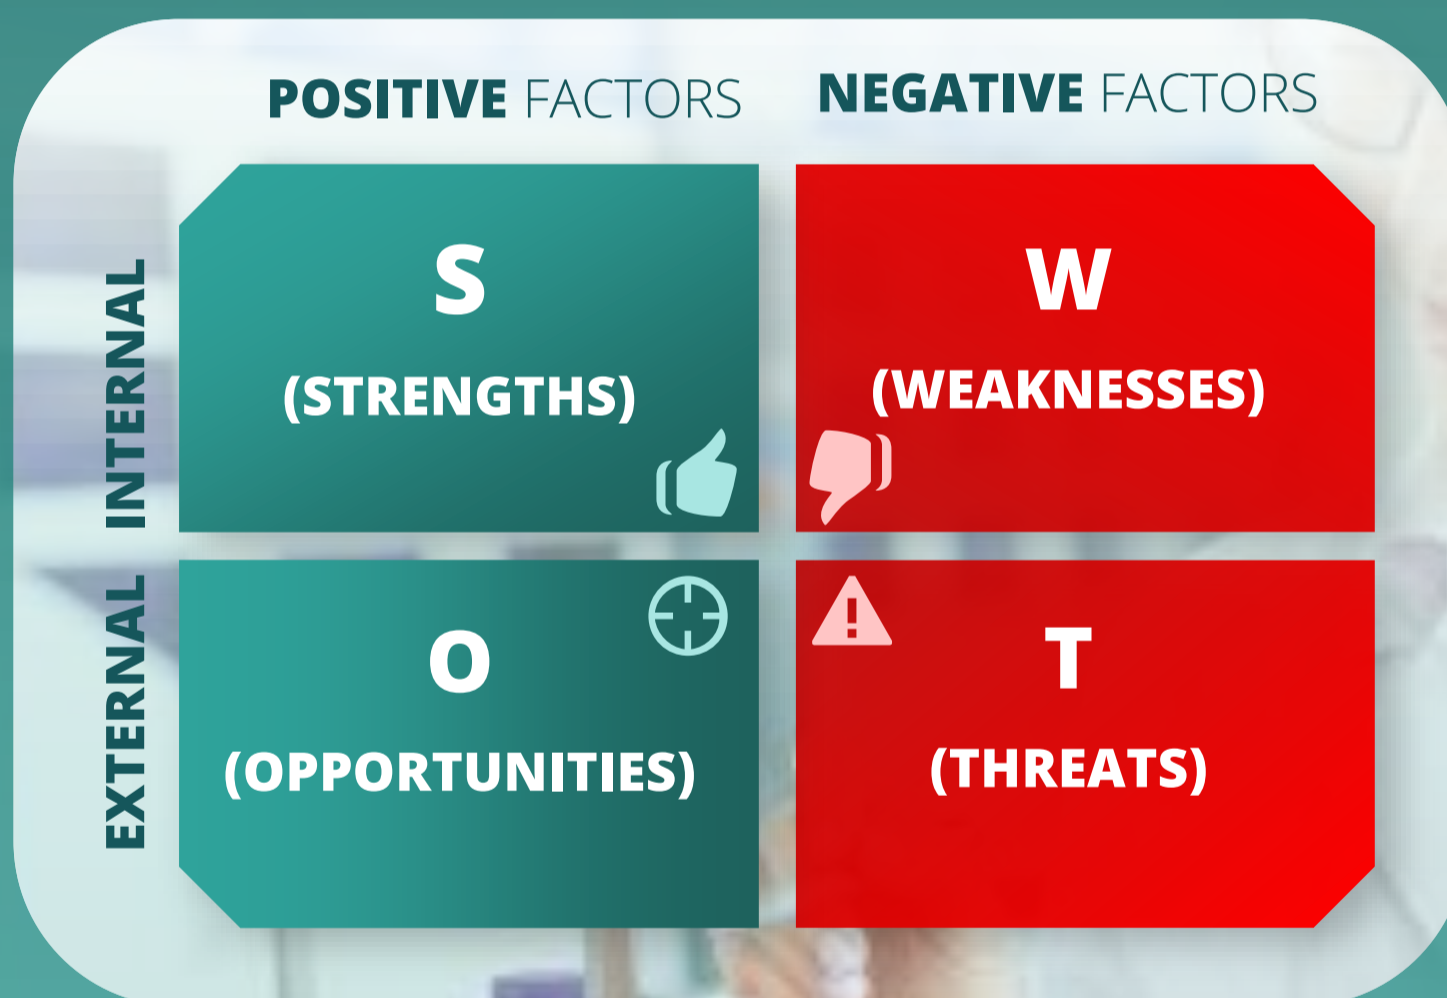 POSITIVE FACTORS
NEGATIVE FACTORS
INTERNAL
S
(STRENGTHS)
W
(WEAKNESSES)
EXTERNAL
O
(OPPORTUNITIES)
T
(THREATS)